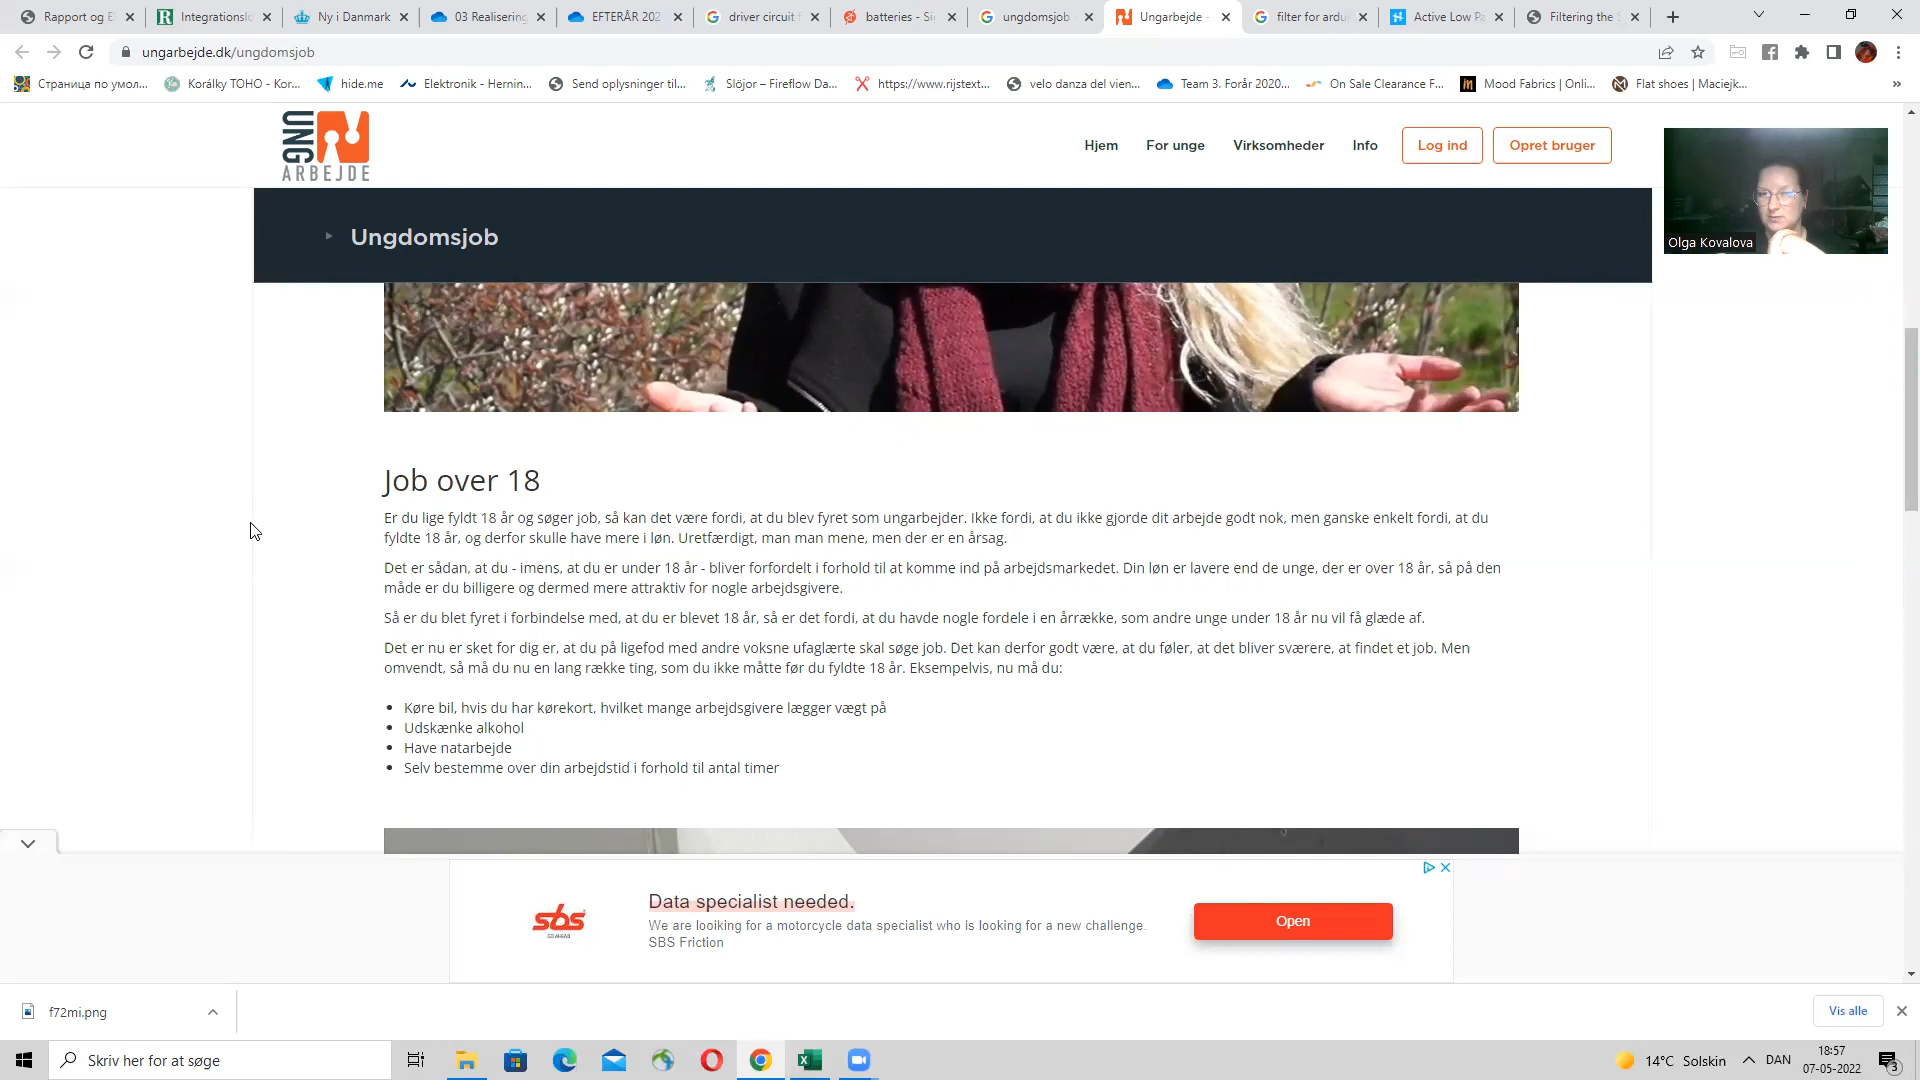 Rapport og E
Integrationsl
Ny i Danmark
03 Realisering
EFTERÅR 202
driver circuit f
batteries - Si
ungdomsjob -
Ungarbejde -
filter for ardu
Active Low Pa
Filtering the
ungarbejde.dk/ungdomsjob
Страница по умол...
Korálky TOHO - Kor...
hide.me
Elektronik - Hernin...
Send oplysninger til...
Slöjor – Fireflow Da...
https://www.rijstext...
velo danza del vien...
Team 3. Forår 2020...
On Sale Clearance F...
Mood Fabrics | Onli...
Flat shoes | Maciejk...
UNG
ARBEJDE
Hjem
For unge
Virksomheder
Info
Log ind
Opret bruger
Olga Kovalova
Ungdomsjob
Job over 18
Er du lige fyldt 18 år og søger job, så kan det være fordi, at du blev fyret som ungarbejder. Ikke fordi, at du ikke gjorde dit arbejde godt nok, men ganske enkelt fordi, at du
fyldte 18 år, og derfor skulle have mere i løn. Uretfærdigt, man man mene, men der er en årsag.
Det er sådan, at du - imens, at du er under 18 år - bliver forfordelt i forhold til at komme ind på arbejdsmarkedet. Din løn er lavere end de unge, der er over 18 år, så på den
måde er du billigere og dermed mere attraktiv for nogle arbejdsgivere.
Så er du blet fyret i forbindelse med, at du er blevet 18 år, så er det fordi, at du havde nogle fordele i en årrække, som andre unge under 18 år nu vil få glæde af.
Det er nu er sket for dig er, at du på ligefod med andre voksne ufaglærte skal søge job. Det kan derfor godt være, at du føler, at det bliver sværere, at findet et job. Men
omvendt, så må du nu en lang række ting, som du ikke måtte før du fyldte 18 år. Eksempelvis, nu må du:
Køre bil, hvis du har kørekort, hvilket mange arbejdsgivere lægger vægt på
Udskænke alkohol
Have natarbejde
Selv bestemme over din arbejdstid i forhold til antal timer
sbs
Data specialist needed.
We are looiking for a motorcycle data specialist who is looking for a new challenge.
SBS Friction
Open
f72mi.png
Vis alle
Skriv her for at søge
14°C Solskin
DAN
18:57
07-05-2022
3